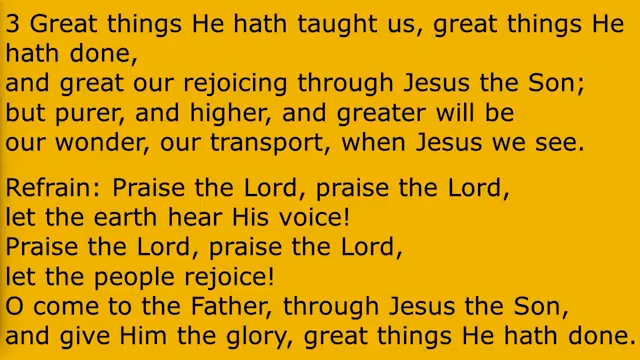 3 Great things He hath taught us, great things He
hath done,
and great our rejoicing through Jesus the Son;
but purer, and higher, and greater will be
our wonder, our transport, when Jesus we see.
Refrain: Praise the Lord, praise the Lord,
let the earth hear His voice!
Praise the Lord, praise the Lord,
let the people rejoice!
O come to the Father, through Jesus the Son,
and give Him the glory, great things He hath done.